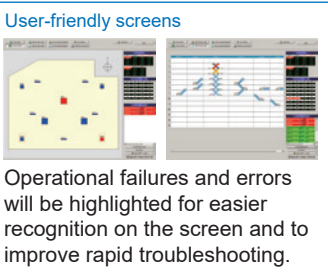 User-friendly screens
Operational failures and errors
will be highlighted for easier
recognition on the screen and to
improve rapid troubleshooting.